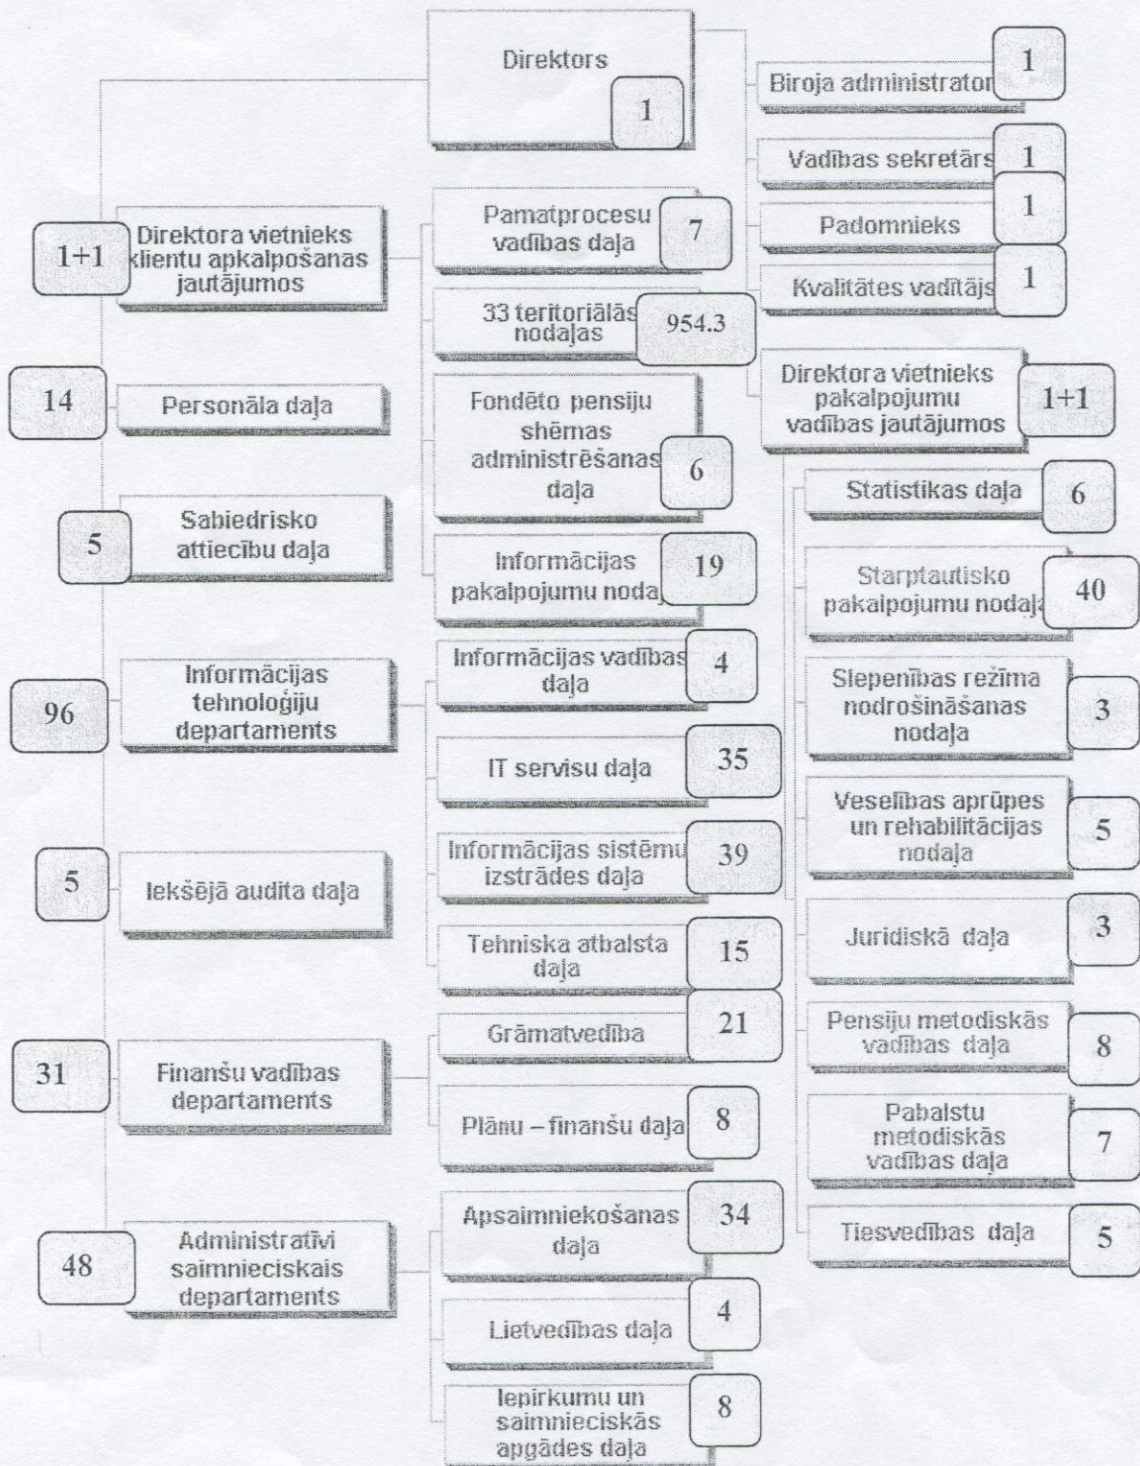 Direktors
1
Biroja administrator
1
Vadības sekretārs
1
Padomnieks
1
Kvalitātes vadītājs
1
1+1
Direktora vietnieks
klientu apkalpošanas
jautājumos
Pamatprocesu
vadības daļa
7
33 teritoriālās
nodaļas
954.3
Fondēto pensiju
shēmas
administrēšanas
daļa
6
Informācijas
pakalpojumu nodaļa
19
Direktora vietnieks
pakalpojumu
vadības jautājumos
1+1
Statistikas daļa
6
Starptautisko
pakalpojumu nodaļa
40
Slepenības režīma
nodrošināšanas
nodaļa
3
Veselības aprūpes
un rehabilitācijas
nodaļa
5
Juridiskā daļa
3
Pensiju metodiskās
vadības daļa
8
Pabalstu
metodiskās
vadības daļa
7
Tiesvedības daļa
5
14
Personāla daļa
5
Sabiedrisko
attiecību daļa
96
Informācijas
tehnoloģiju
departaments
Informācijas vadības
daļa
4
IT servisu daļa
35
Informācijas sistēmu
izstrādes daļa
39
Tehniska atbalsta
daļa
15
5
Iekšējā audita daļa
31
Finanšu vadības
departaments
Grāmatvedība
21
Plānu – finanšu daļa
8
48
Administratīvi
saimnieciskais
departaments
Apsaimniekošanas
daļa
34
Lietvedības daļa
4
Iepirkumu un
saimnieciskās
apgādes daļa
8